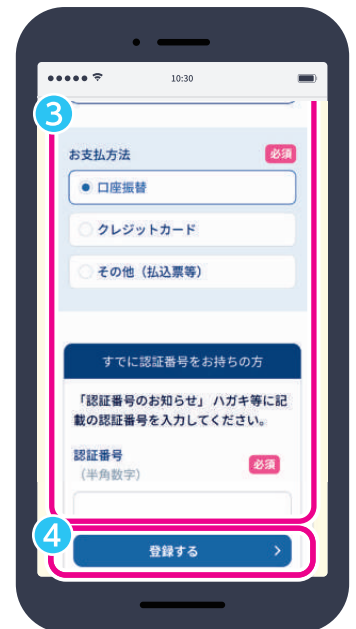 10:30
3
お支払方法
必須
口座振替
クレジットカード
その他（払込票等）
すでに認証番号をお持ちの方
「認証番号のお知らせ」 ハガキ等に記
載の認証番号を入力してください。
認証番号
必須
（半角数字）
4
登録する